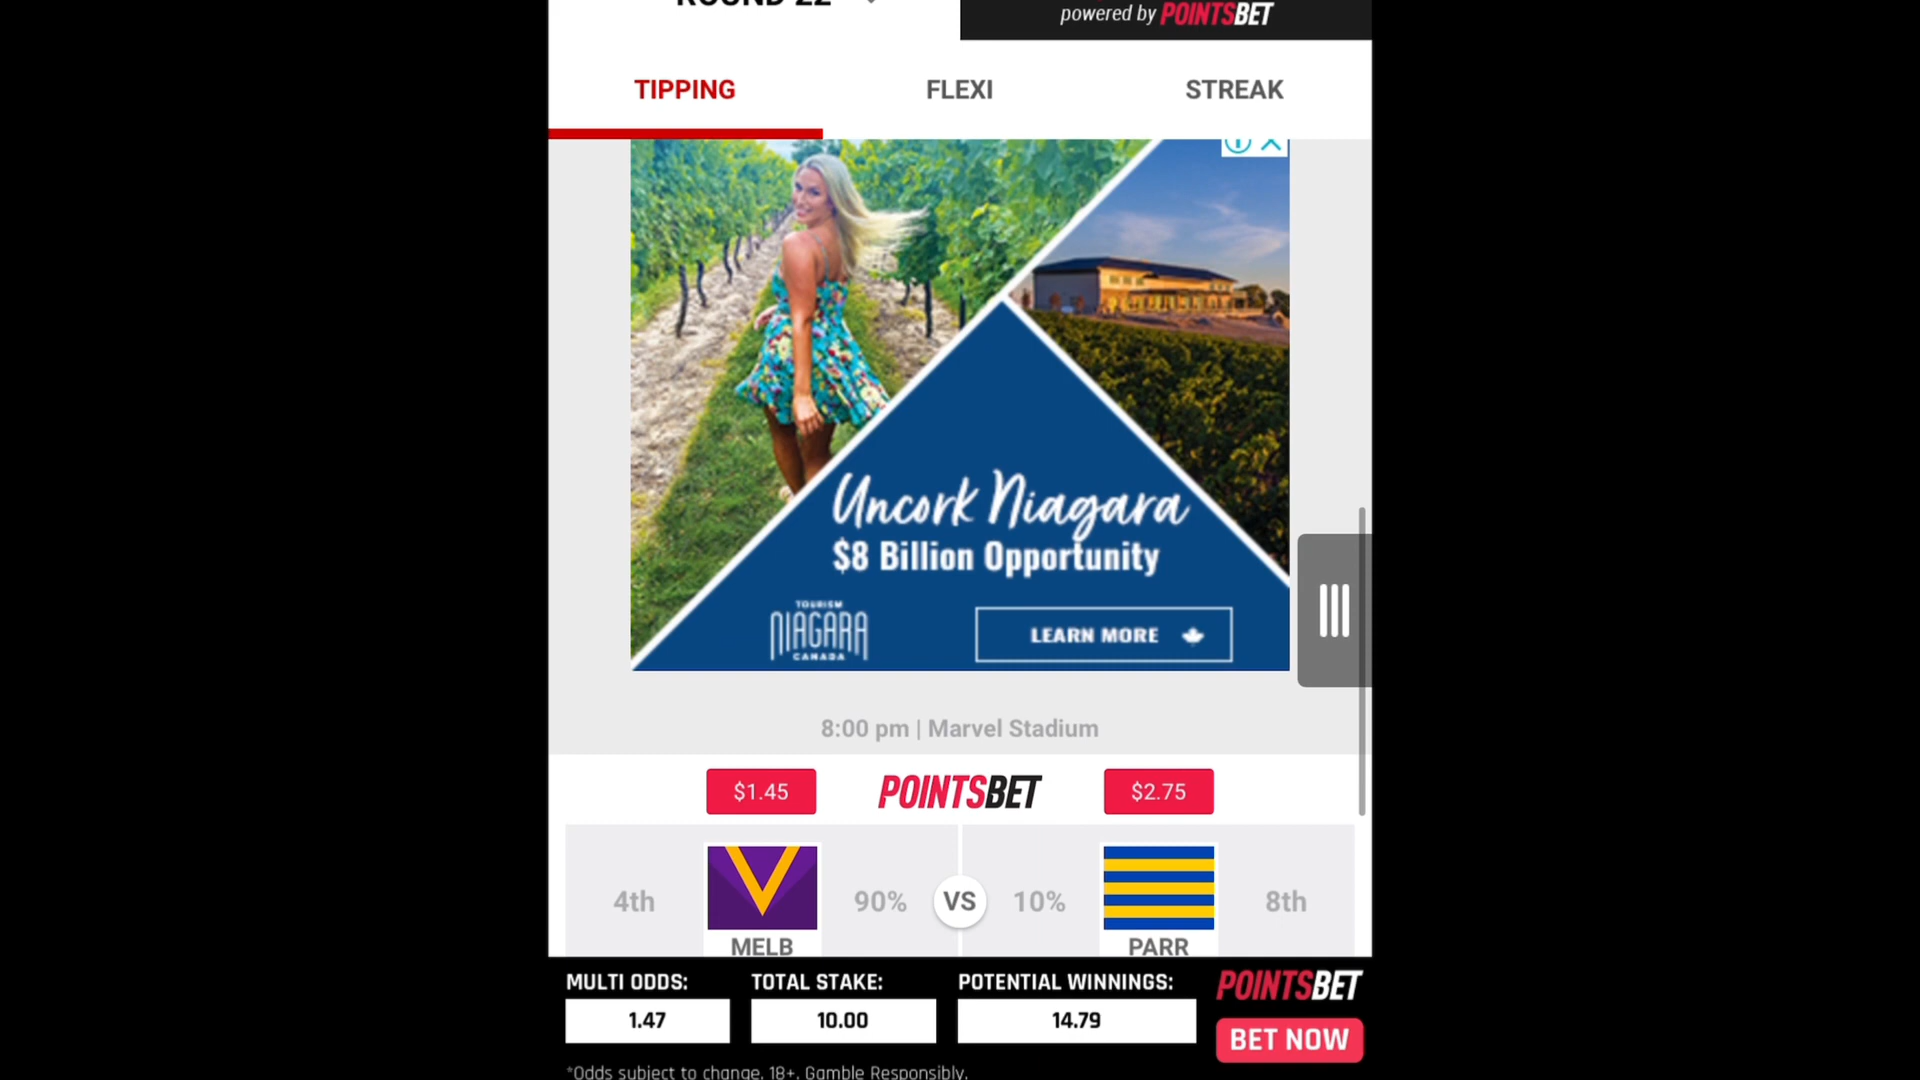 ROUND 22
powered by POINTSBET
TIPPING
FLEXI
STREAK
Uncork Niagara
$8 Billion Opportunity
TOURISM
NIAGARA
CANADA
LEARN MORE
8:00 pm | Marvel Stadium
$1.45
POINTSBET
$2.75
4th
90%
VS
10%
8th
MELB
PARR
MULTI ODDS:
TOTAL STAKE:
POTENTIAL WINNINGS:
POINTSBET
1.47
10.00
14.79
BET NOW
*Odds subject to change. 18+. Gamble Responsibly.